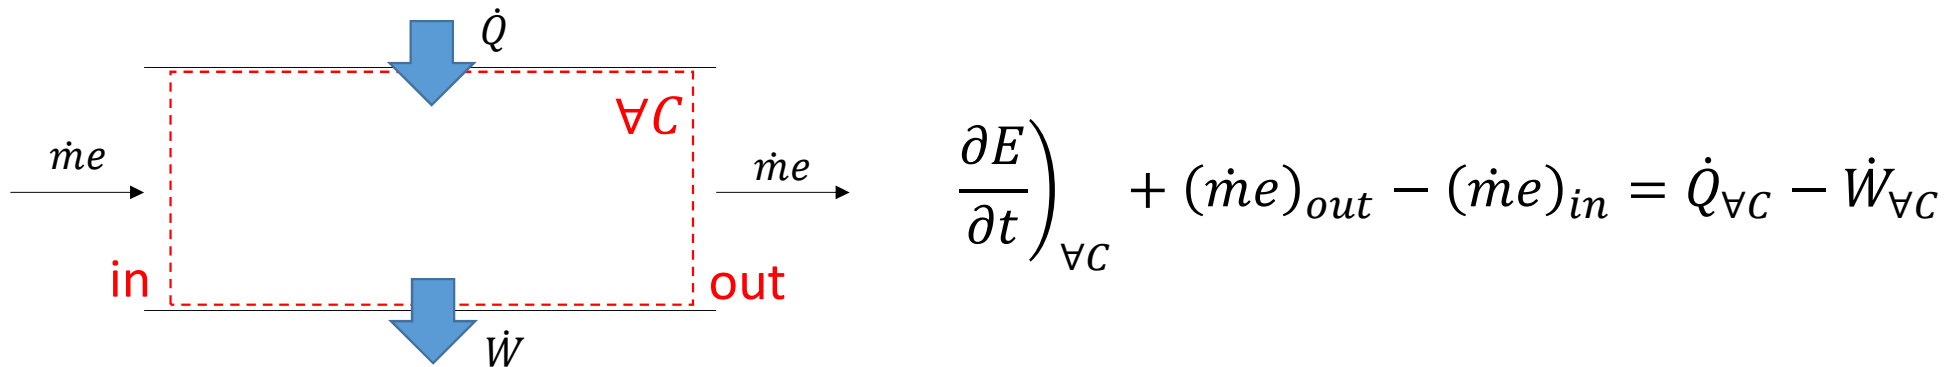 Q̇
∀C
ṁe
ṁe
in
out
Ẇ
∂E/∂t)∀C + (ṁe)out − (ṁe)in = Q̇∀C − Ẇ∀C